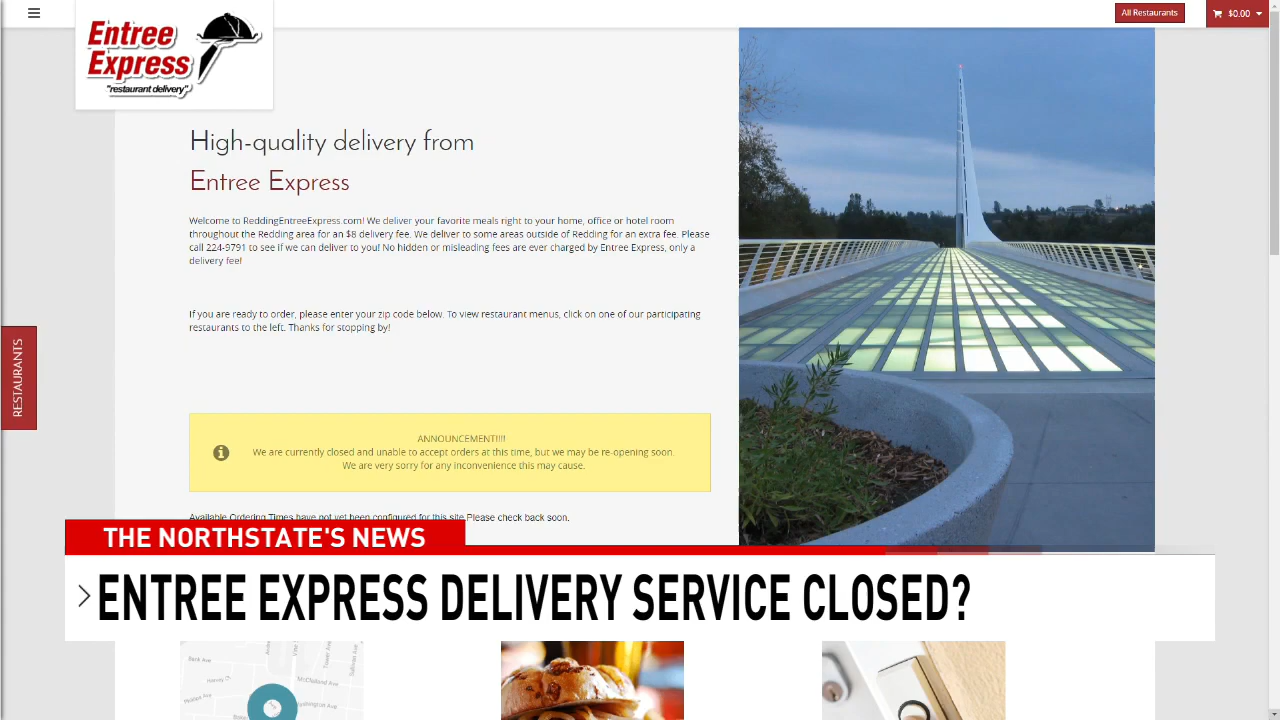 All Restaurants
$0.00
Entree
Express
"restaurant delivery"
High-quality delivery from
Entree Express
Welcome to ReddingEntreeExpress.com! We deliver your favorite meals right to your home, office or hotel room
throughout the Redding area for an $8 delivery fee. We deliver to some areas outside of Redding for an extra fee. Please
call 224-9791 to see if we can deliver to you! No hidden or misleading fees are ever charged by Entree Express, only a
delivery fee!
If you are ready to order, please enter your zip code below. To view restaurant menus, click on one of our participating
restaurants to the left. Thanks for stopping by!
RESTAURANTS
ANNOUNCEMENT!!!!
We are currently closed and unable to accept orders at this time, but we may be re-opening soon.
We are very sorry for any inconvenience this may cause.
Available Ordering Times have not yet been configured for this site.Please check back soon.
THE NORTHSTATE'S NEWS
ENTREE EXPRESS DELIVERY SERVICE CLOSED?
Bank Ave
McClelland Ave
Harvey